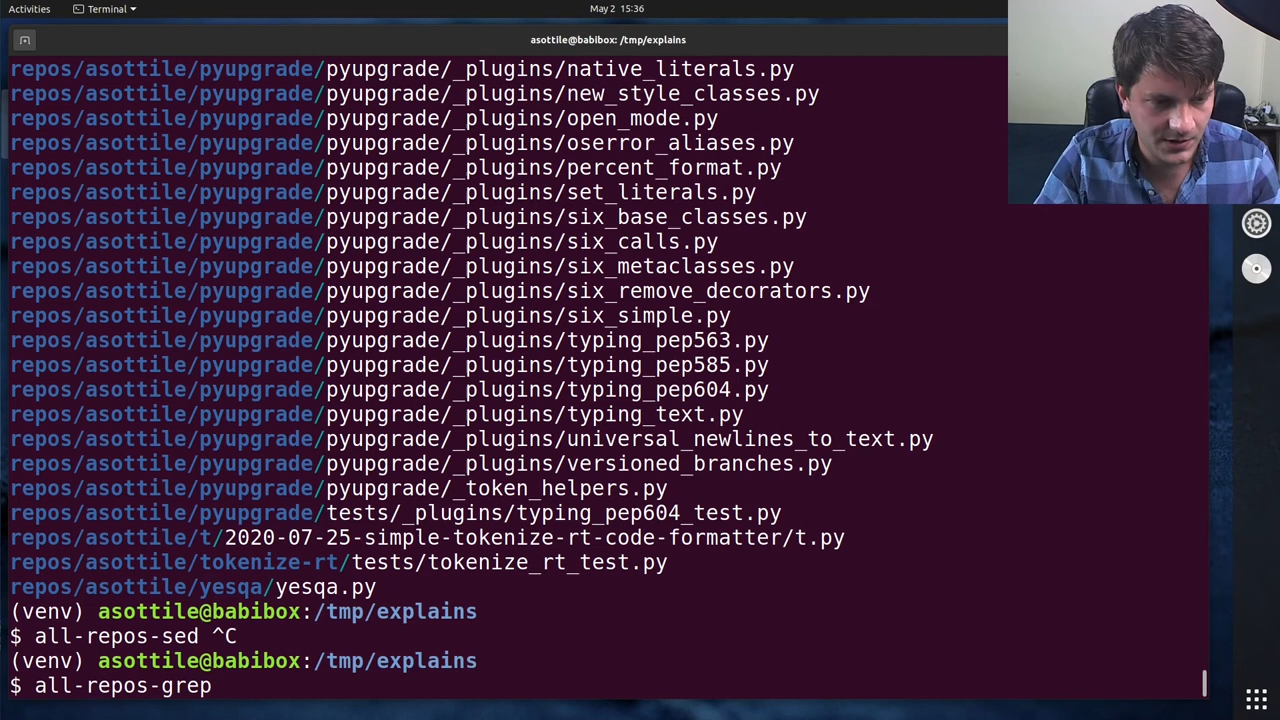 Activities
Terminal
May 2 15:36
asottile@babibox: /tmp/explains
repos/asottile/pyupgrade/pyupgrade/_plugins/native_literals.py
repos/asottile/pyupgrade/pyupgrade/_plugins/new_style_classes.py
repos/asottile/pyupgrade/pyupgrade/_plugins/open_mode.py
repos/asottile/pyupgrade/pyupgrade/_plugins/oserror_aliases.py
repos/asottile/pyupgrade/pyupgrade/_plugins/percent_format.py
repos/asottile/pyupgrade/pyupgrade/_plugins/set_literals.py
repos/asottile/pyupgrade/pyupgrade/_plugins/six_base_classes.py
repos/asottile/pyupgrade/pyupgrade/_plugins/six_calls.py
repos/asottile/pyupgrade/pyupgrade/_plugins/six_metaclasses.py
repos/asottile/pyupgrade/pyupgrade/_plugins/six_remove_decorators.py
repos/asottile/pyupgrade/pyupgrade/_plugins/six_simple.py
repos/asottile/pyupgrade/pyupgrade/_plugins/typing_pep563.py
repos/asottile/pyupgrade/pyupgrade/_plugins/typing_pep585.py
repos/asottile/pyupgrade/pyupgrade/_plugins/typing_pep604.py
repos/asottile/pyupgrade/pyupgrade/_plugins/typing_text.py
repos/asottile/pyupgrade/pyupgrade/_plugins/universal_newlines_to_text.py
repos/asottile/pyupgrade/pyupgrade/_plugins/versioned_branches.py
repos/asottile/pyupgrade/pyupgrade/_token_helpers.py
repos/asottile/pyupgrade/tests/_plugins/typing_pep604_test.py
repos/asottile/t/2020-07-25-simple-tokenize-rt-code-formatter/t.py
repos/asottile/tokenize-rt/tests/tokenize_rt_test.py
repos/asottile/yesqa/yesqa.py
(venv) asottile@babibox:/tmp/explains
$ all-repos-sed ^C
(venv) asottile@babibox:/tmp/explains
$ all-repos-grep